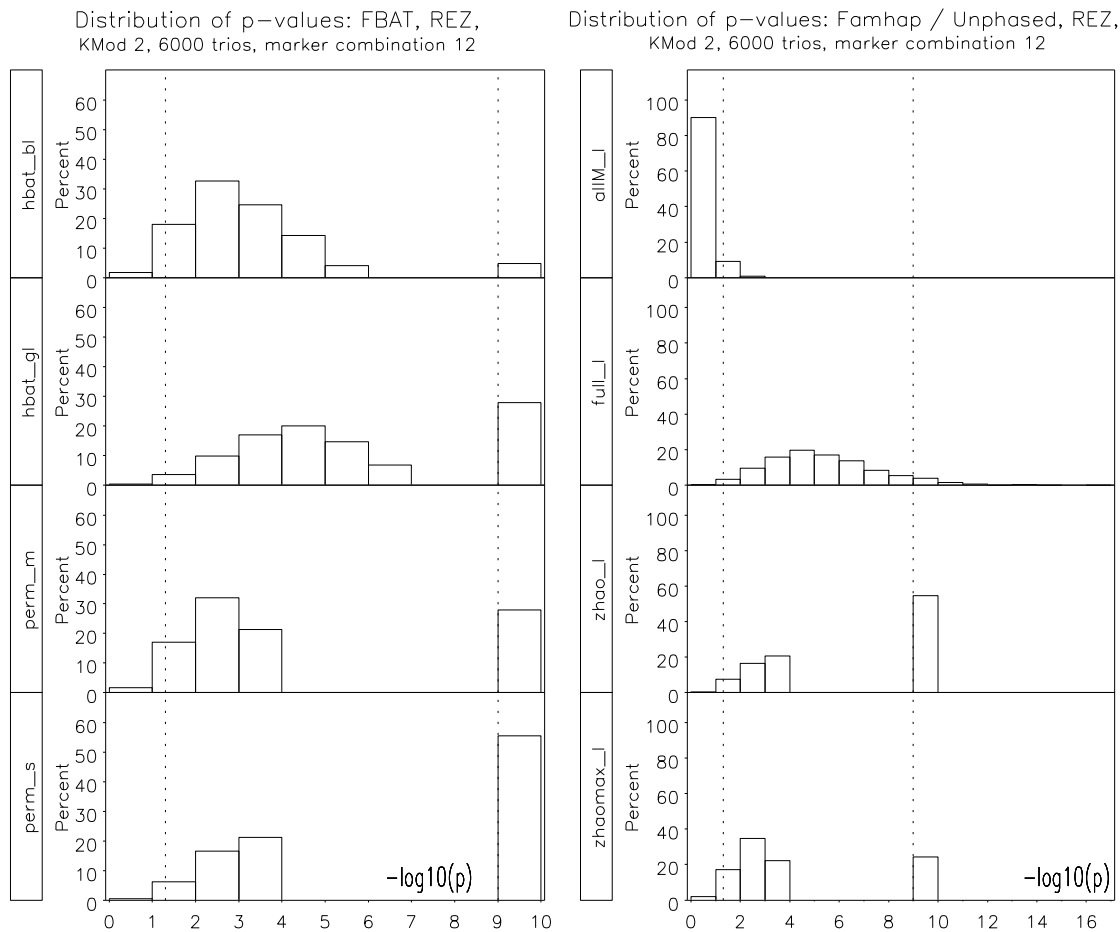 Distribution of p-values: FBAT, REZ,
KMod 2, 6000 trios, marker combination 12
hbat_bl
Percent
60
50
40
30
20
10
0
hbat_gl
Percent
60
50
40
30
20
10
0
perm_m
Percent
60
50
40
30
20
10
0
perm_s
Percent
60
50
40
30
20
10
0
-log10(p)
0 1 2 3 4 5 6 7 8 9 10
Distribution of p-values: Famhap / Unphased, REZ,
KMod 2, 6000 trios, marker combination 12
allM_l
Percent
100
80
60
40
20
0
full_l
Percent
100
80
60
40
20
0
zhao_l
Percent
100
80
60
40
20
0
zhaomax_l
Percent
100
80
60
40
20
0
-log10(p)
0 2 4 6 8 10 12 14 16